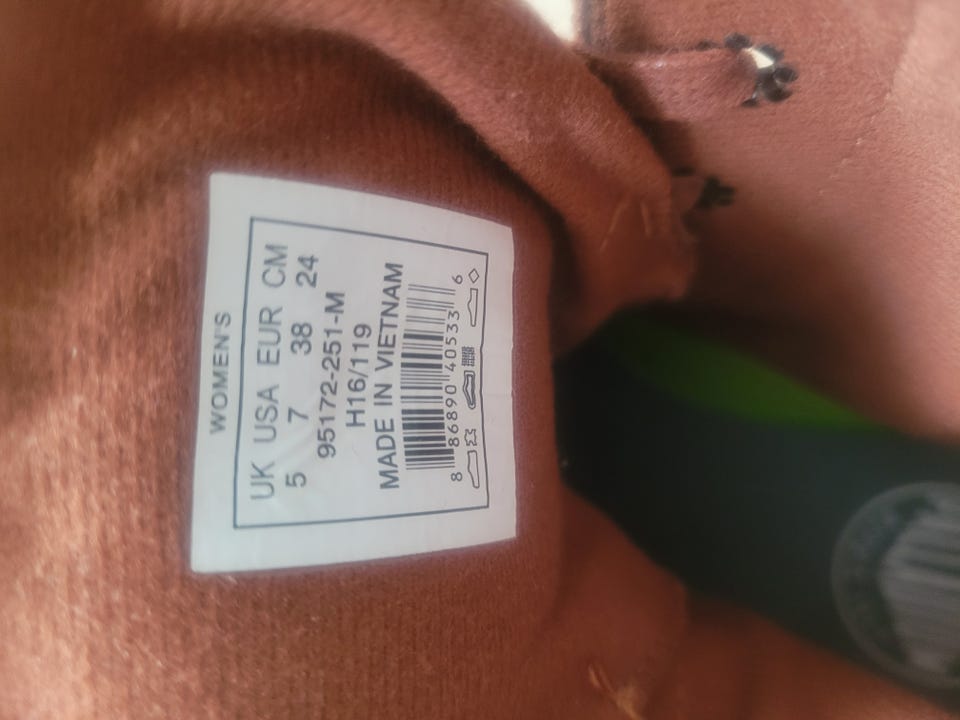 WOMEN'S
UK USA EUR CM
5 7 38 24
95172-251-M
H16/119
MADE IN VIETNAM
8 86890 40533 6